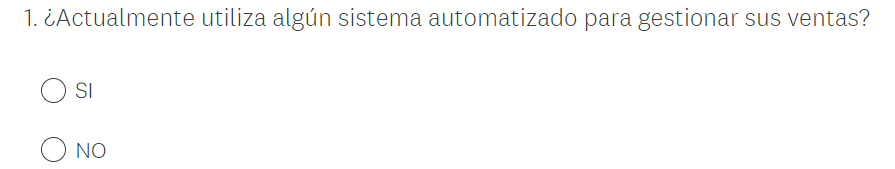 1. ¿Actualmente utiliza algún sistema automatizado para gestionar sus ventas?
SI
NO